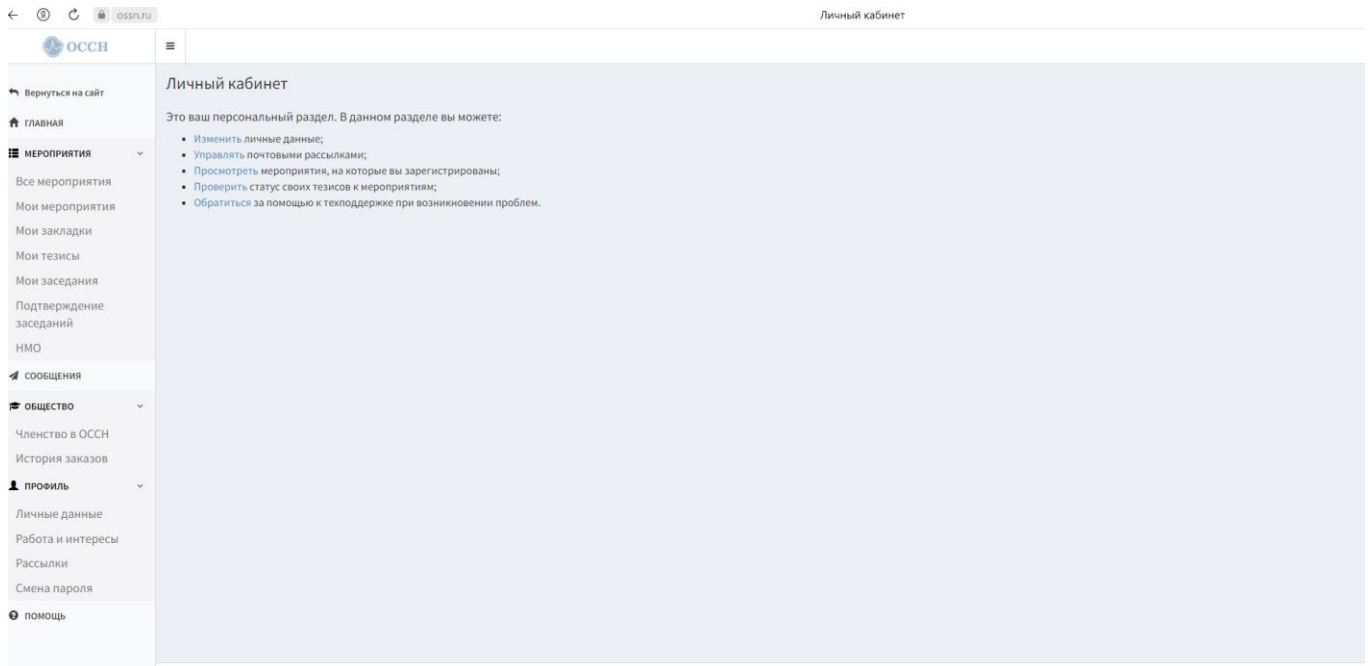 ossn.ru
Личный кабинет
ОССН
Вернуться на сайт
ГЛАВНАЯ
МЕРОПРИЯТИЯ
Все мероприятия
Мои мероприятия
Мои закладки
Мои тезисы
Мои заседания
Подтверждение
заседаний
НМО
СООБЩЕНИЯ
ОБЩЕСТВО
Членство в ОССН
История заказов
ПРОФИЛЬ
Личные данные
Работа и интересы
Рассылки
Смена пароля
ПОМОЩЬ
Личный кабинет
Это ваш персональный раздел. В данном разделе вы можете:
• Изменить личные данные;
• Управлять почтовыми рассылками;
• Просмотреть мероприятия, на которые вы зарегистрированы;
• Проверить статус своих тезисов к мероприятиям;
• Обратиться за помощью к техподдержке при возникновении проблем.